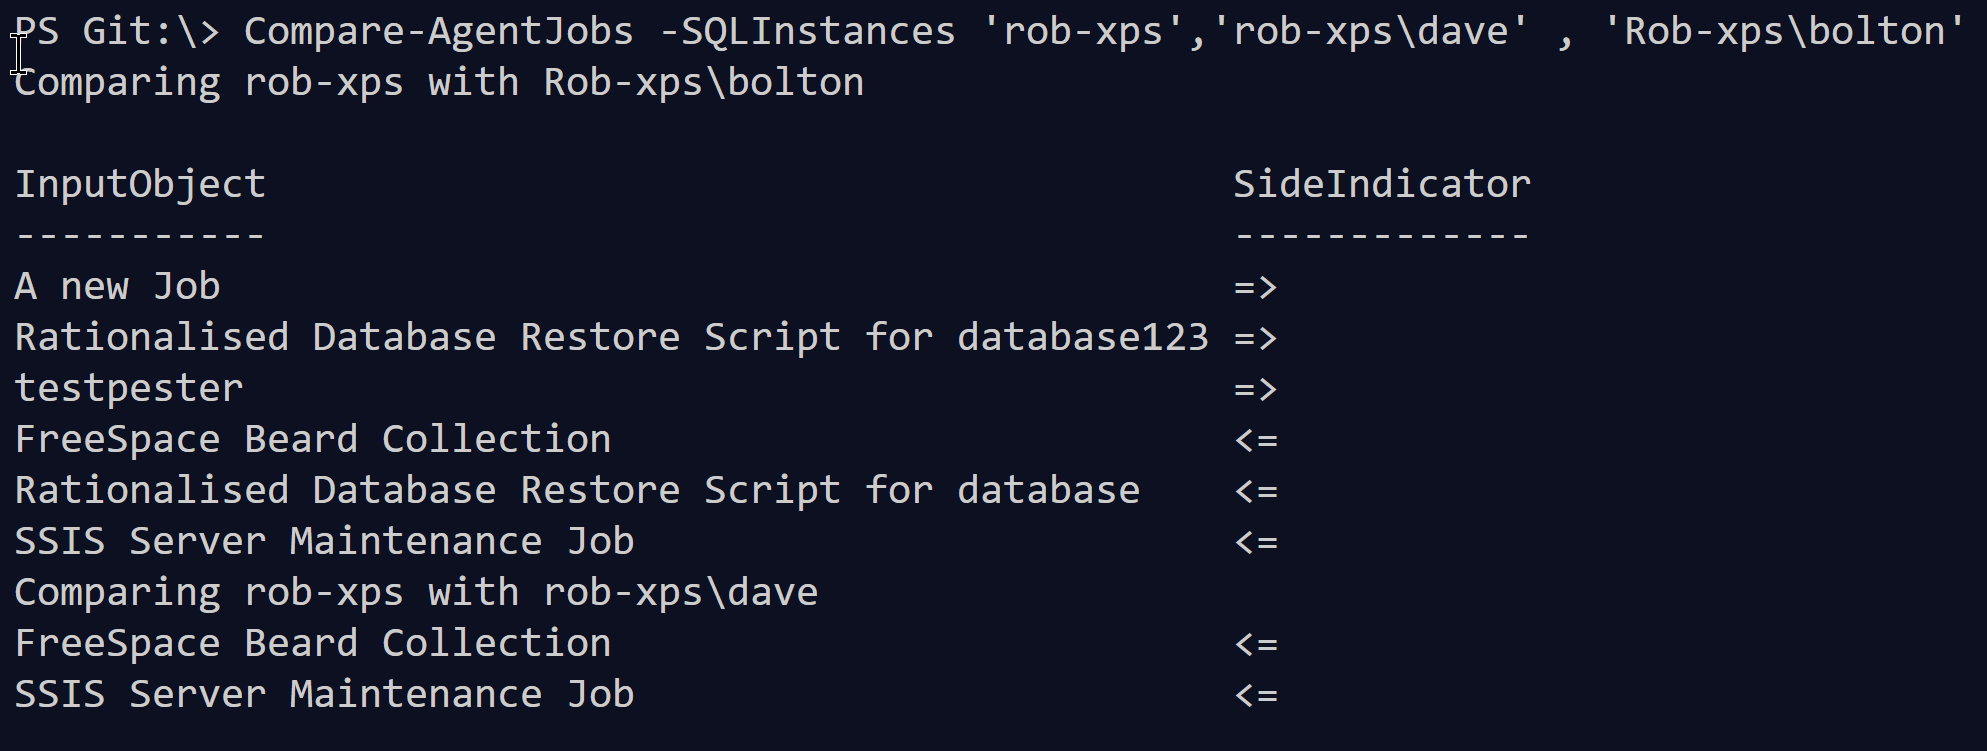 PS Git:\> Compare-AgentJobs -SQLInstances 'rob-xps','rob-xps\dave' , 'Rob-xps\bolton'
Comparing rob-xps with Rob-xps\bolton
InputObject SideIndicator
----------- -------------
A new Job =>
Rationalised Database Restore Script for database123 =>
testpester =>
FreeSpace Beard Collection <=
Rationalised Database Restore Script for database <=
SSIS Server Maintenance Job <=
Comparing rob-xps with rob-xps\dave
FreeSpace Beard Collection <=
SSIS Server Maintenance Job <=